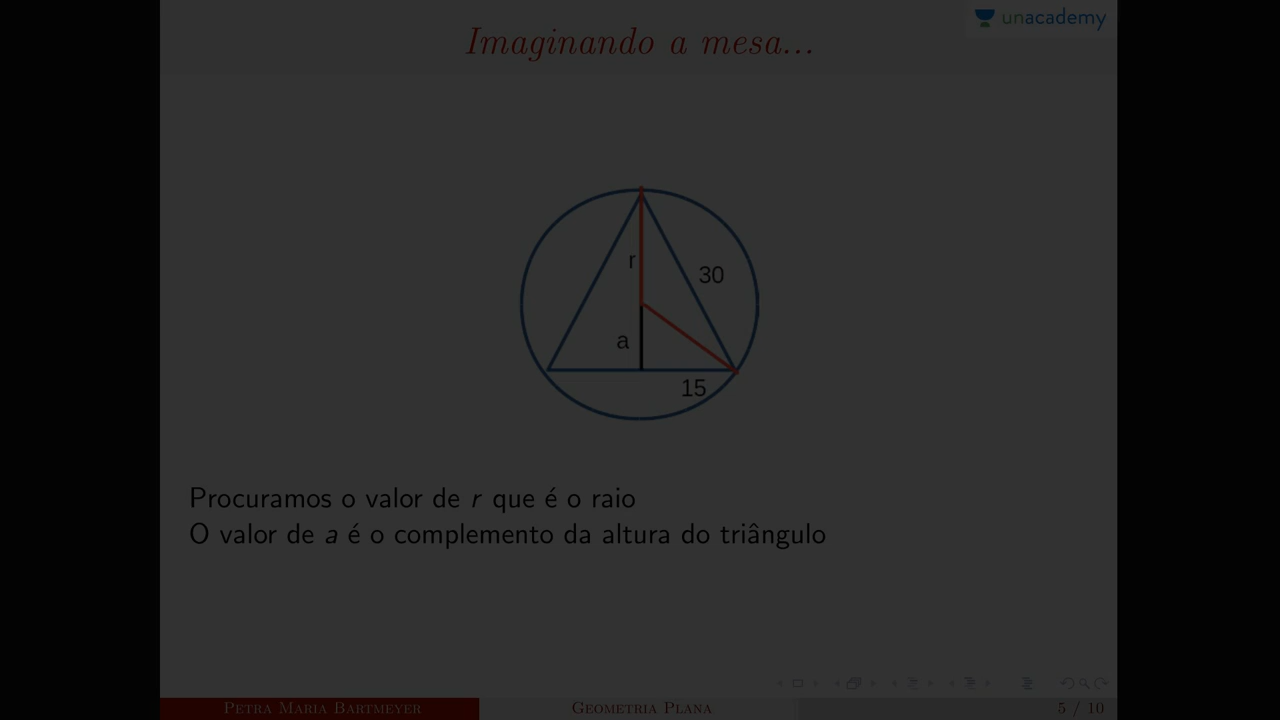 Imaginando a mesa...
unacademy
r
30
a
15
Procuramos o valor de r que é o raio
O valor de a é o complemento da altura do triângulo
Petra Maria Bartmeyer
Geometria Plana
5 / 10